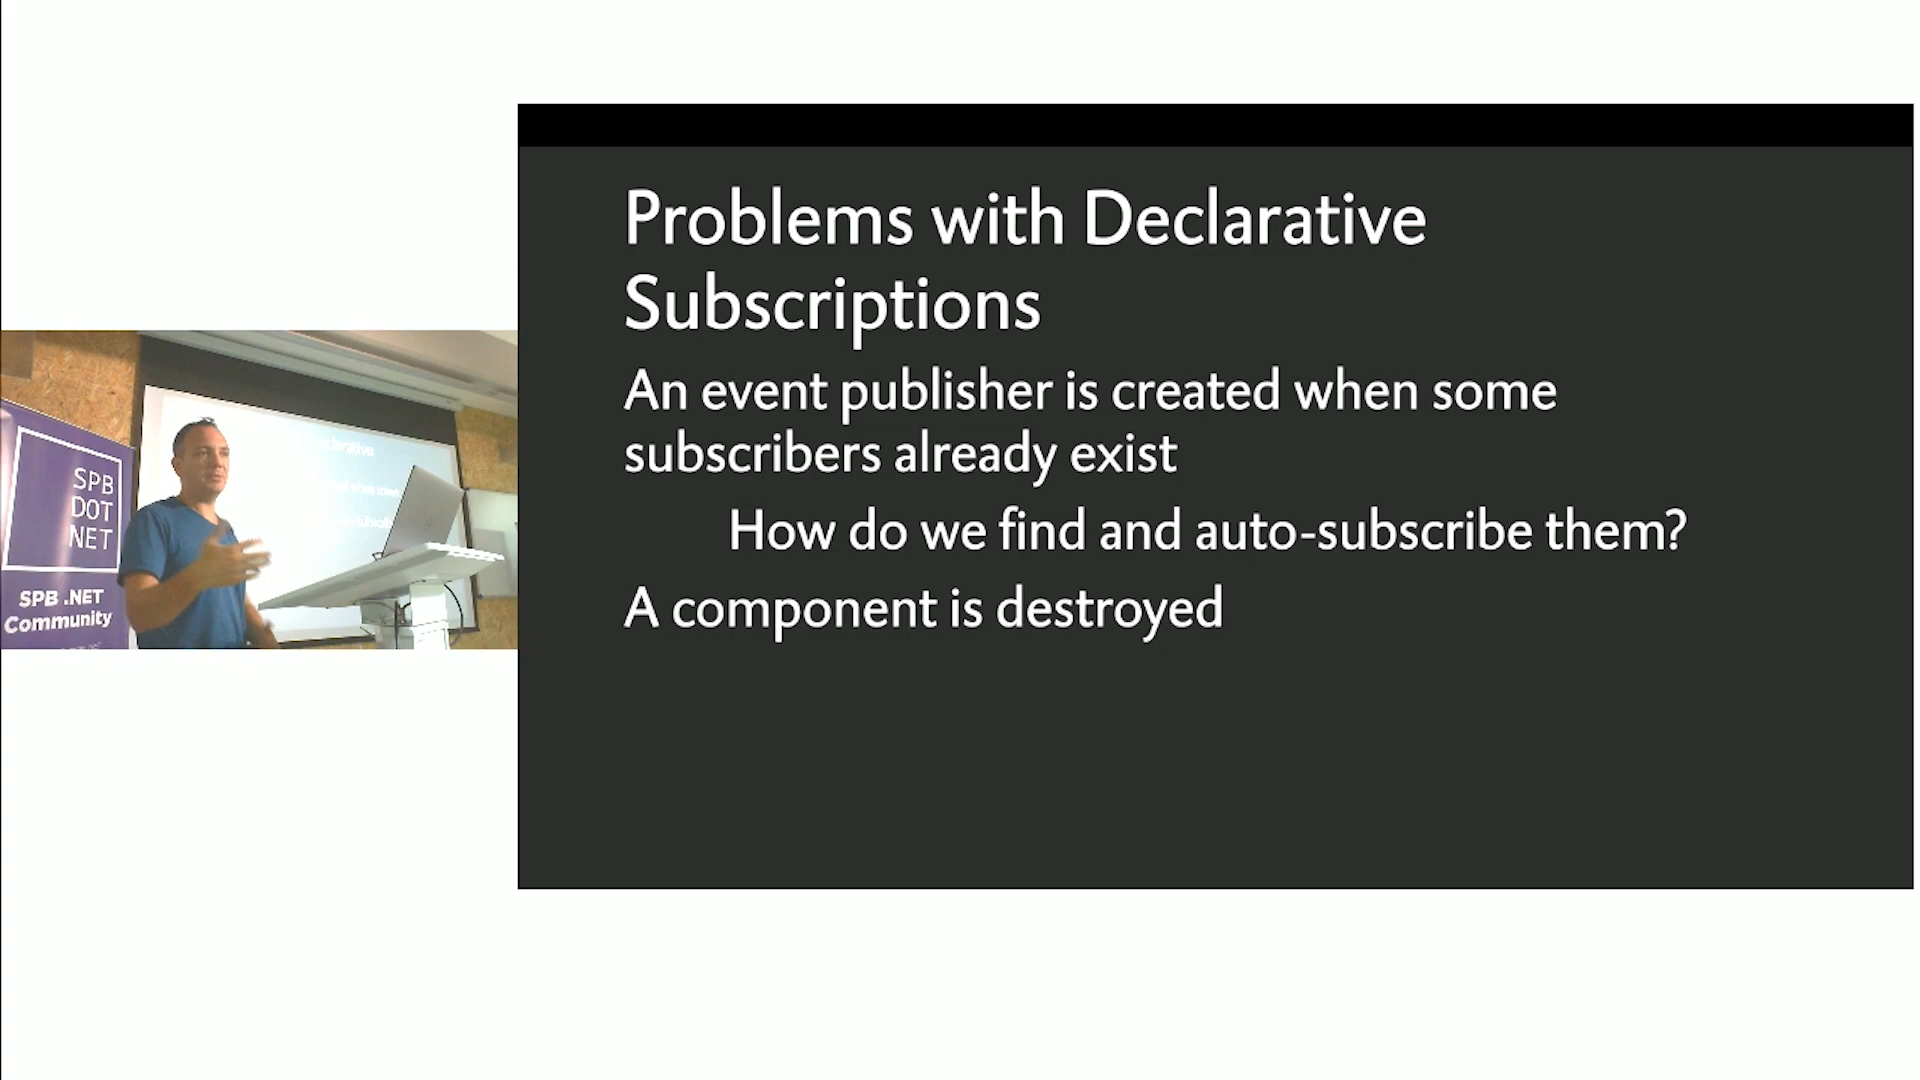 Problems with Declarative
Subscriptions
An event publisher is created when some
subscribers already exist
How do we find and auto-subscribe them?
A component is destroyed
SPB
DOT
NET
SPB .NET
Community